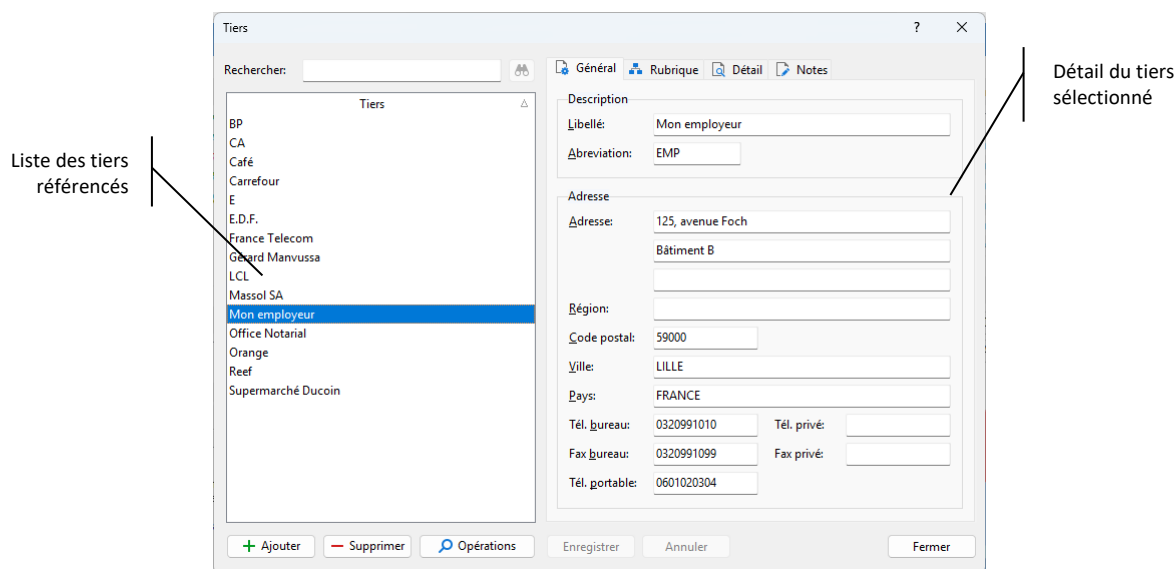 Tiers ?
Rechercher:
Général Rubrique Détail Notes
Tiers
BP
CA
Café
Carrefour
E
E.D.F.
France Telecom
Gérard Manvussa
LCL
Massol SA
Mon employeur
Office Notarial
Orange
Reef
Supermarché Ducoin
Description
Libellé: Mon employeur
Abreviation: EMP
Adresse
Adresse: 125, avenue Foch
Bâtiment B
Région:
Code postal: 59000
Ville: LILLE
Pays: FRANCE
Tél. bureau: 0320991010 Tél. privé:
Fax bureau: 0320991099 Fax privé:
Tél. portable: 0601020304
Ajouter Supprimer Opérations Enregistrer Annuler Fermer
Liste des tiers
référencés
Détail du tiers
sélectionné